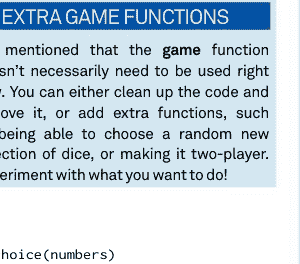 EXTRA GAME FUNCTIONS
mentioned that the game function
sn't necessarily need to be used right
. You can either clean up the code and
ove it, or add extra functions, such
being able to choose a random new
ection of dice, or making it two-player.
eriment with what you want to do!
hoice(numbers)